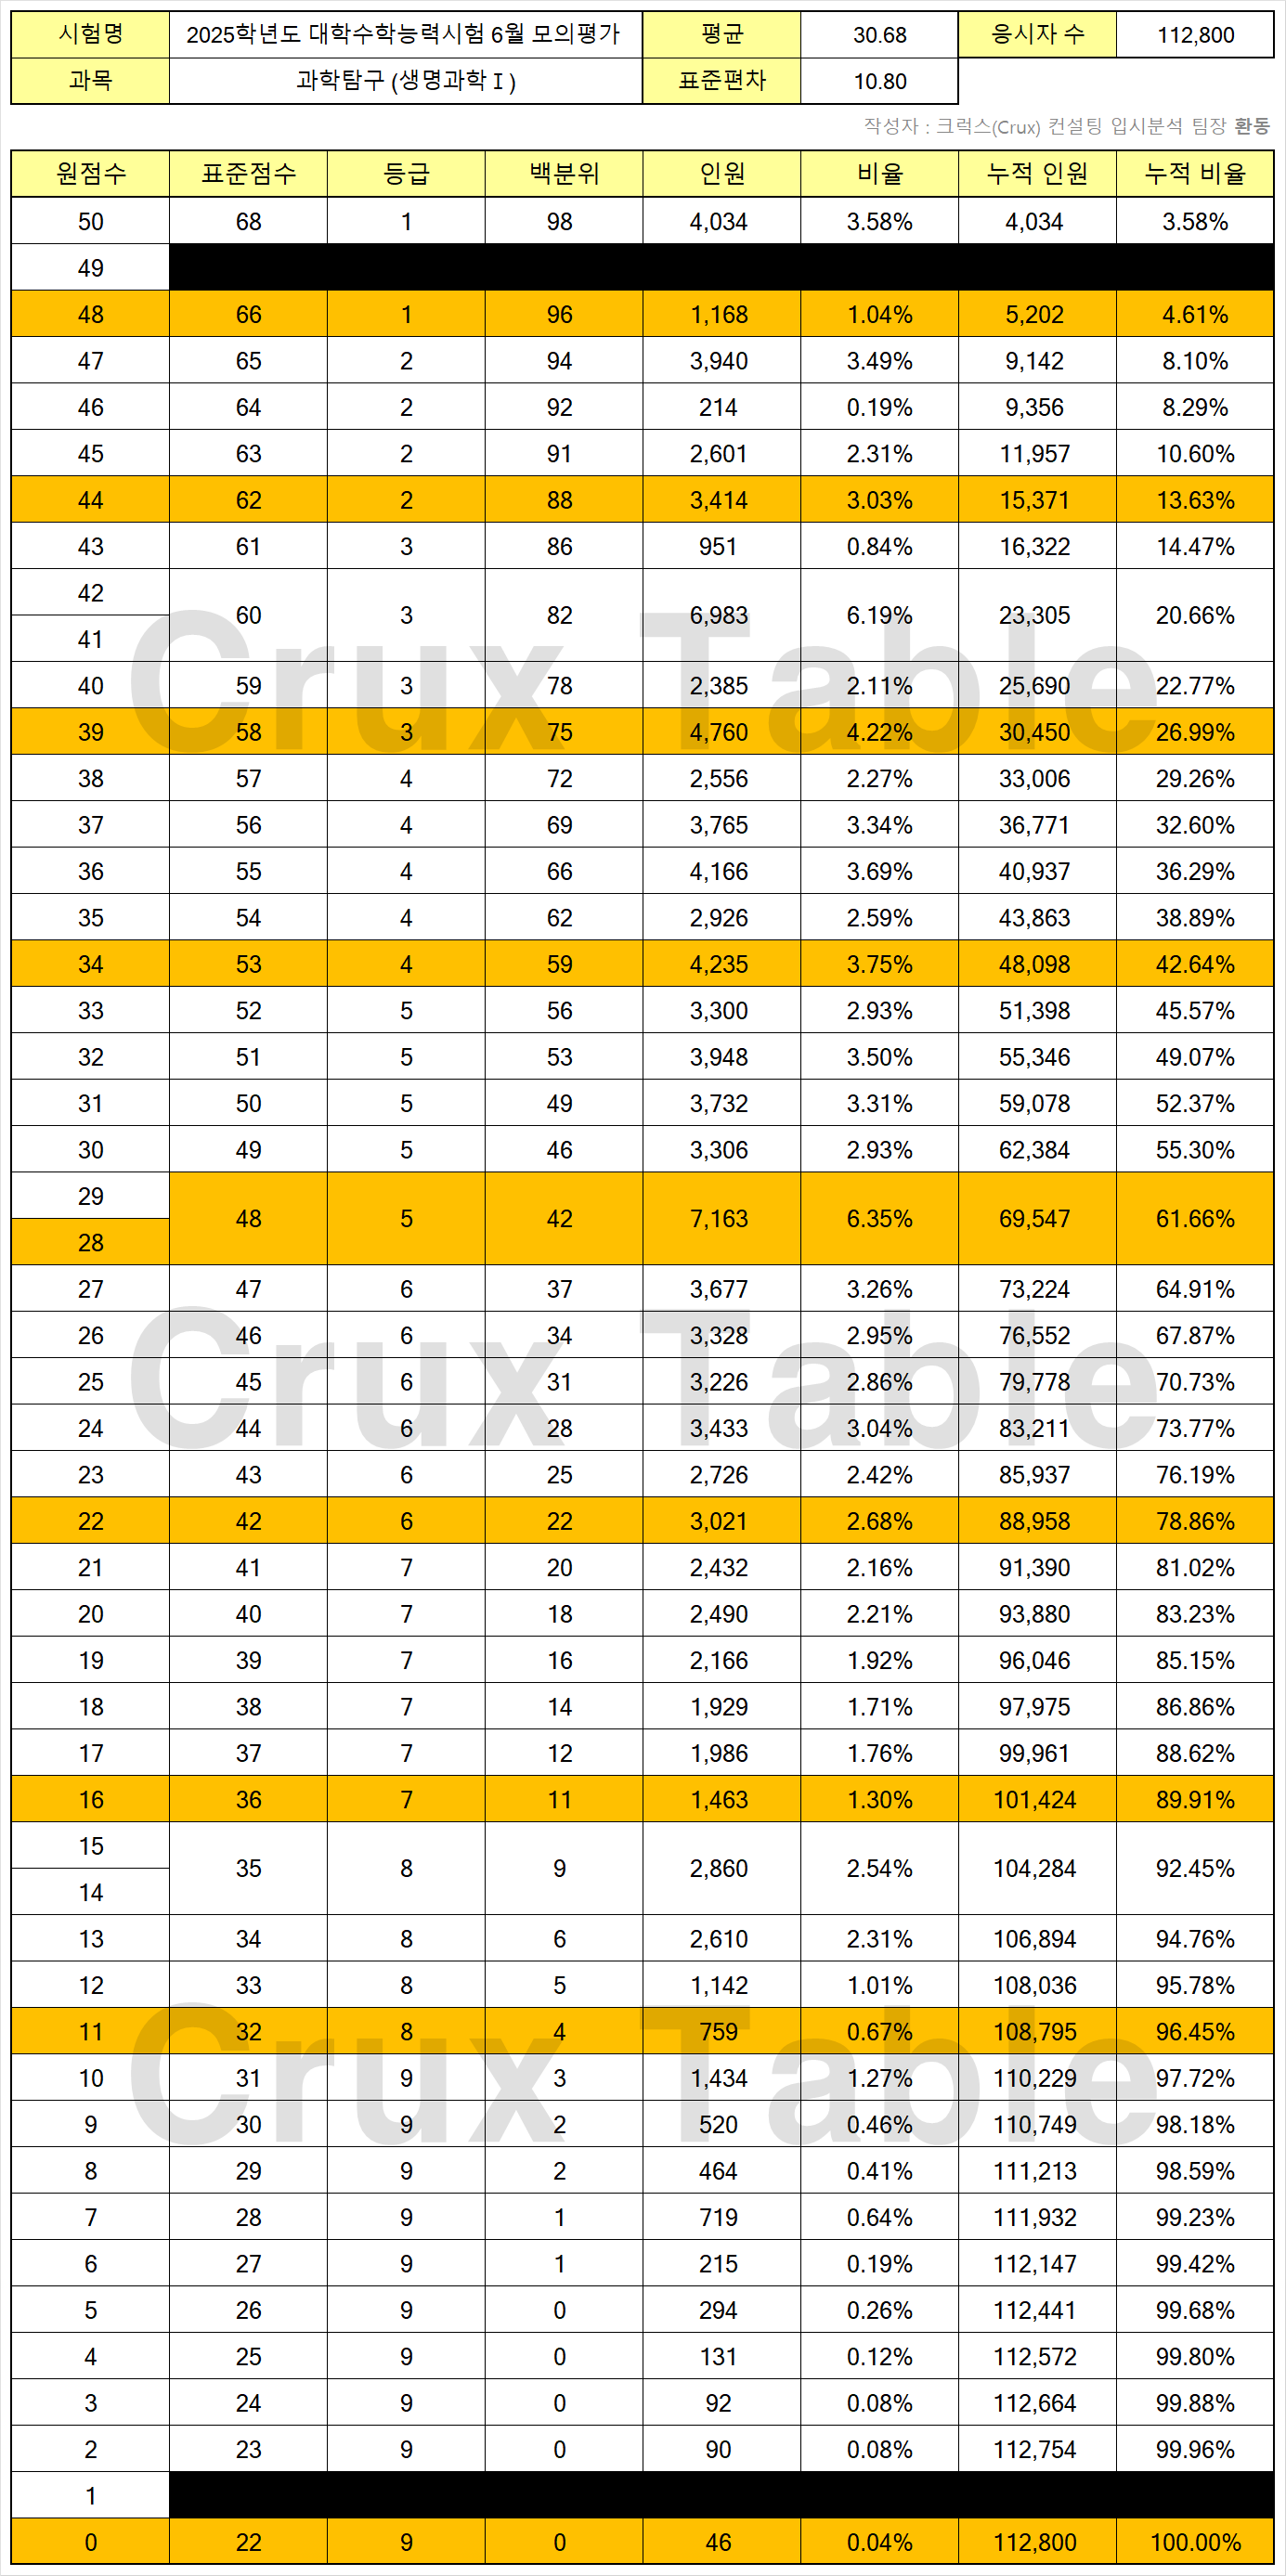 시험명 2025학년도 대학수학능력시험 6월 모의평가 평균 30.68 응시자 수 112,800
과목 과학탐구 (생명과학 I) 표준편차 10.80
작성자 : 크럭스(Crux) 컨설팅 입시분석 팀장 환동
원점수 표준점수 등급 백분위 인원 비율 누적 인원 누적 비율
50 68 1 98 4,034 3.58% 4,034 3.58%
49
48 66 1 96 1,168 1.04% 5,202 4.61%
47 65 2 94 3,940 3.49% 9,142 8.10%
46 64 2 92 214 0.19% 9,356 8.29%
45 63 2 91 2,601 2.31% 11,957 10.60%
44 62 2 88 3,414 3.03% 15,371 13.63%
43 61 3 86 951 0.84% 16,322 14.47%
42
60 3 82 6,983 6.19% 23,305 20.66%
41
Crux Table
40 59 3 78 2,385 2.11% 25,690 22.77%
39 58 3 75 4,760 4.22% 30,450 26.99%
38 57 4 72 2,556 2.27% 33,006 29.26%
37 56 4 69 3,765 3.34% 36,771 32.60%
36 55 4 66 4,166 3.69% 40,937 36.29%
35 54 4 62 2,926 2.59% 43,863 38.89%
34 53 4 59 4,235 3.75% 48,098 42.64%
33 52 5 56 3,300 2.93% 51,398 45.57%
32 51 5 53 3,948 3.50% 55,346 49.07%
31 50 5 49 3,732 3.31% 59,078 52.37%
30 49 5 46 3,306 2.93% 62,384 55.30%
29
48 5 42 7,163 6.35% 69,547 61.66%
28
27 47 6 37 3,677 3.26% 73,224 64.91%
26 46 6 34 3,328 2.95% 76,552 67.87%
Crux Table
25 45 6 31 3,226 2.86% 79,778 70.73%
24 44 6 28 3,433 3.04% 83,211 73.77%
23 43 6 25 2,726 2.42% 85,937 76.19%
22 42 6 22 3,021 2.68% 88,958 78.86%
21 41 7 20 2,432 2.16% 91,390 81.02%
20 40 7 18 2,490 2.21% 93,880 83.23%
19 39 7 16 2,166 1.92% 96,046 85.15%
18 38 7 14 1,929 1.71% 97,975 86.86%
17 37 7 12 1,986 1.76% 99,961 88.62%
16 36 7 11 1,463 1.30% 101,424 89.91%
15
35 8 9 2,860 2.54% 104,284 92.45%
14
13 34 8 6 2,610 2.31% 106,894 94.76%
12 33 8 5 1,142 1.01% 108,036 95.78%
11 32 8 4 759 0.67% 108,795 96.45%
Crux Table
10 31 9 3 1,434 1.27% 110,229 97.72%
9 30 9 2 520 0.46% 110,749 98.18%
8 29 9 2 464 0.41% 111,213 98.59%
7 28 9 1 719 0.64% 111,932 99.23%
6 27 9 1 215 0.19% 112,147 99.42%
5 26 9 0 294 0.26% 112,441 99.68%
4 25 9 0 131 0.12% 112,572 99.80%
3 24 9 0 92 0.08% 112,664 99.88%
2 23 9 0 90 0.08% 112,754 99.96%
1
0 22 9 0 46 0.04% 112,800 100.00%